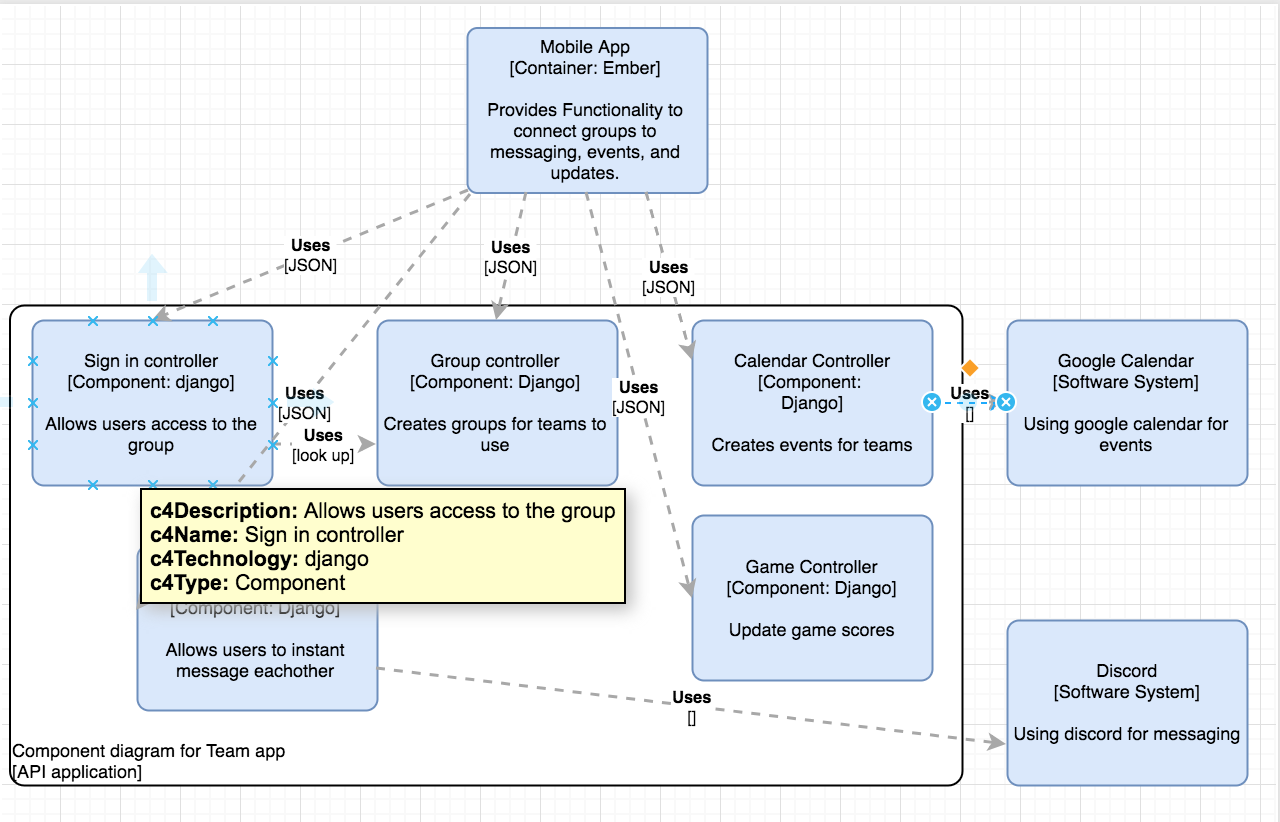 Mobile App
[Container: Ember]
Provides Functionality to
connect groups to
messaging, events, and
updates.
Uses
[JSON]
Uses
[JSON]
Uses
[JSON]
Sign in controller
[Component: django]
Allows users access to the
group
Uses
[JSON]
Uses
[look up]
Group controller
[Component: Django]
Creates groups for teams to
use
Uses
[JSON]
Calendar Controller
[Component:
Django]
Creates events for teams
Uses
[]
Google Calendar
[Software System]
Using google calendar for
events
c4Description: Allows users access to the group
c4Name: Sign in controller
c4Technology: django
c4Type: Component
[Component: Django]
Allows users to instant
message eachother
Game Controller
[Component: Django]
Update game scores
Uses
[]
Discord
[Software System]
Using discord for messaging
Component diagram for Team app
[API application]